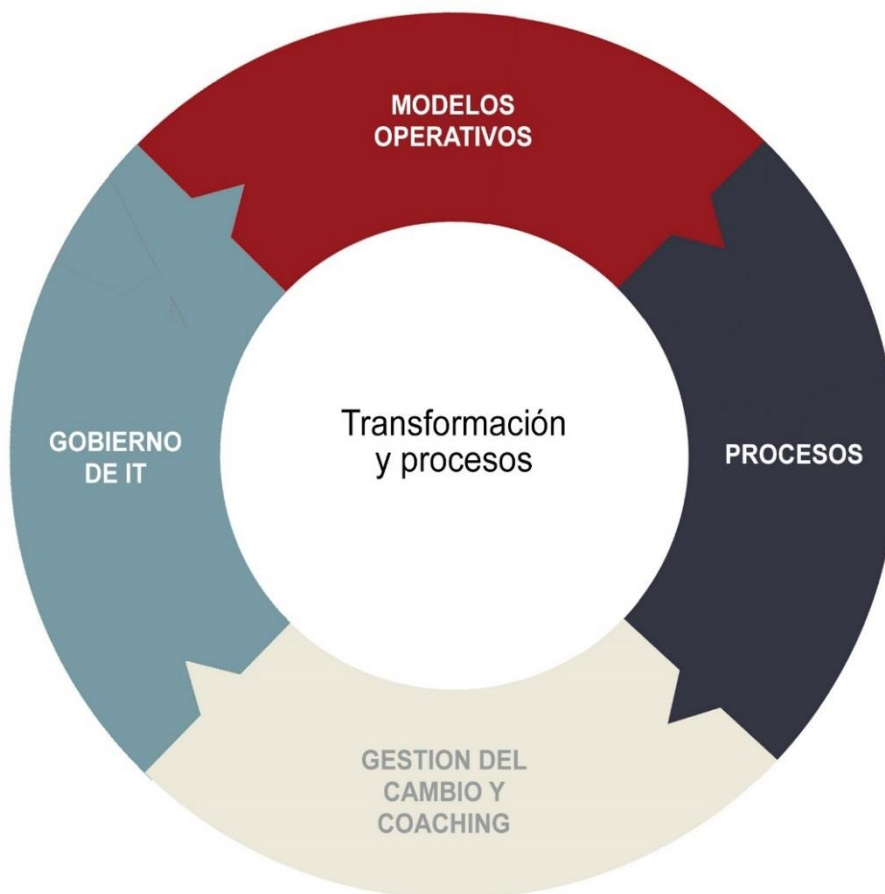 MODELOS
OPERATIVOS
GOBIERNO
DE IT
Transformación
y procesos
PROCESOS
GESTION DEL
CAMBIO Y
COACHING